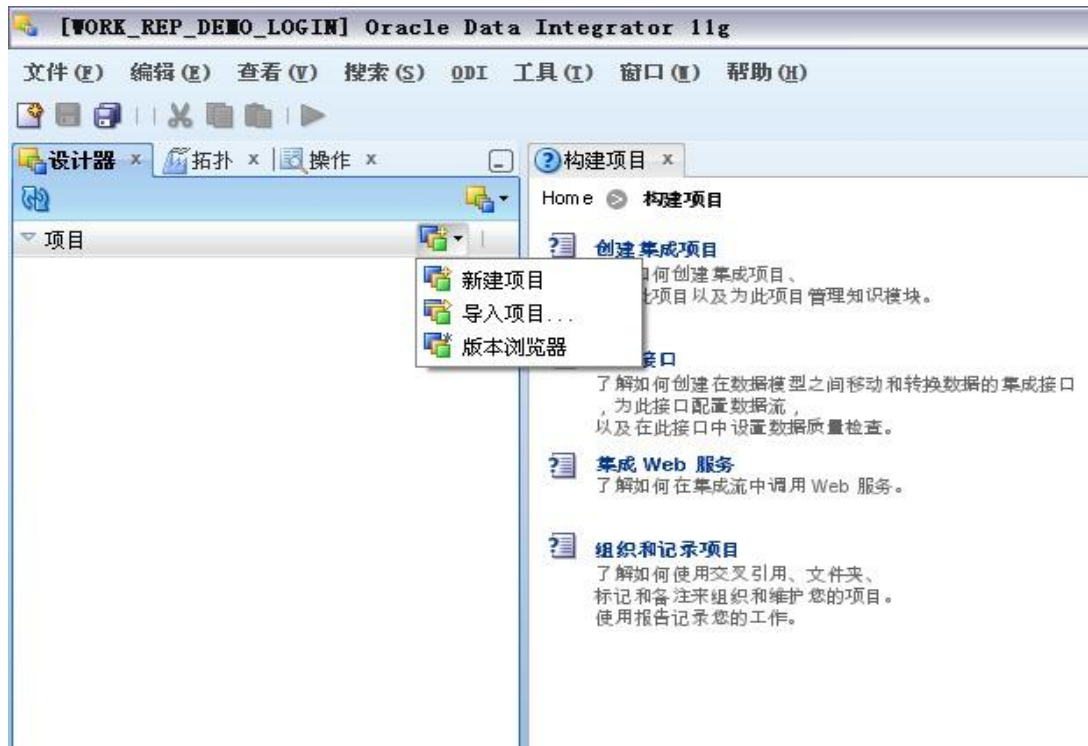 [WORK_REP_DEMO_LOGIN] Oracle Data Integrator 11g
文件(F) 编辑(E) 查看(V) 搜索(S) ODI 工具(T) 窗口(W) 帮助(H)
设计器 x 拓扑 x 操作 x
构建项目 x
Home 构建项目
项目
新建项目
导入项目...
版本浏览器
创建集成项目
何创建集成项目、
此项目以及为此项目管理知识模块。
接口
了解如何创建在数据模型之间移动和转换数据的集成接口
，为此接口配置数据流，
以及在此接口中设置数据质量检查。
集成 Web 服务
了解如何在集成流中调用 Web 服务。
组织和记录项目
了解如何使用交叉引用、文件夹、
标记和备注来组织和维护您的项目。
使用报告记录您的工作。